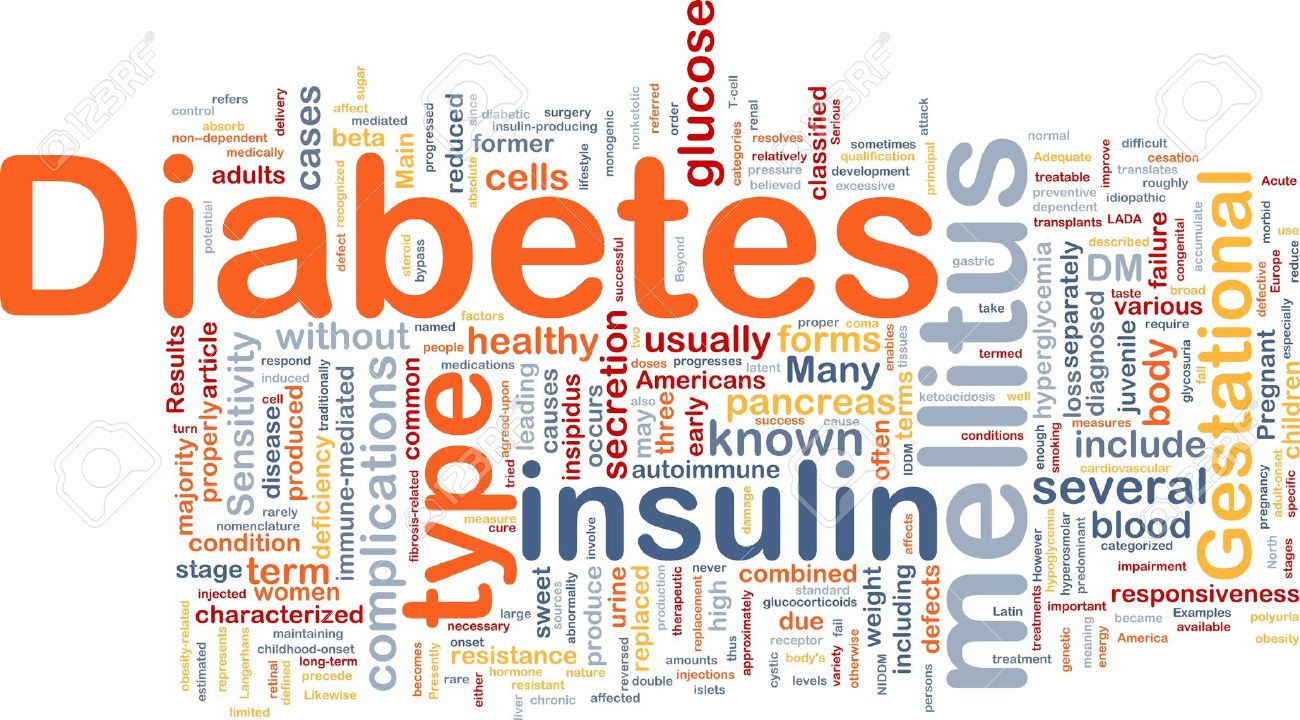 glucose
refers
control
absorb
non--dependent
medically
adults
delivery
cases
sugar
affect
mediated
beta
Main
progressed
reduced
since
absolute
diabetic
insulin-producing
former
cells
surgery
lifestyle
monogenic
nonketotic
referred
order
T-cell
categories
renal
resolves
relatively
pressure
believed
classified
Serious
sometimes
qualification
development
excessive
principal
attack
Diabetes
potential
defect
recognized
steroid
bypass
successful
Beyond
mellitus
gastric
take
termed
conditions
normal
Adequate
treatable
preventive
dependent
transplants
improve
difficult
translates
roughly
idiopathic
LADA
cesation
Acute
described
DM
taste
various
failure
congenital
broad
accumulate
Gestational
morbid
use
defective
Europe
reduce
especially
hyperglycemia
separately
loss
diagnosed
juvenile
require
body
glycosuria
fall
Pregnant
Children
Results
article
properly
turn
majority
Sensitivity
without
respond
induced
cell
disease
produced
traditionally
rarely
nomenclature
deficiency
immune-mediated
condition
complications
common
fibrosis-related
named
people
factors
healthy
medications
type
agreed-upon
tried
leading
causes
insipidus
occurs
secretion
two
doses
usually
progresses
Americans
latent
may
also
three
early
proper
coma
forms
Many
enables
tissues
terms
pancreas
success
cause
known
often
IDDM
ketoacidosis
well
autoimmune
insulin
measure
cure
damage
affects
enough
smoking
measures
include
cardiovascular
several
blood
categorized
impairment
hypoglycemia
hyperosmolar
predominant
pregnancy
adult-onset
specific
North
stages
responsiveness
However
treatments
Latin
important
became
Examples
available
polyuria
America
obesity
genetic
meaning
energy
treatment
stage
term
injected
women
characterized
obesity-related
estimated
represents
Langerhans
retinal
defined
maintaining
childhood-onset
long-term
precede
Likewise
limited
necessary
large
onset
resistance
becomes
Presently
rare
either
hormone
resistant
liver
chronic
nature
affected
sweet
sources
abnormality
involve
produce
urine
reversed
replaced
double
production
therapeutic
never
replacement
high
thus
approximately
amounts
injections
islets
combined
standard
glucocorticoids
due
receptor
cystic
body's
levels
variety
fail
otherwise
weight
NIDDM
including
defects
persons
123RF